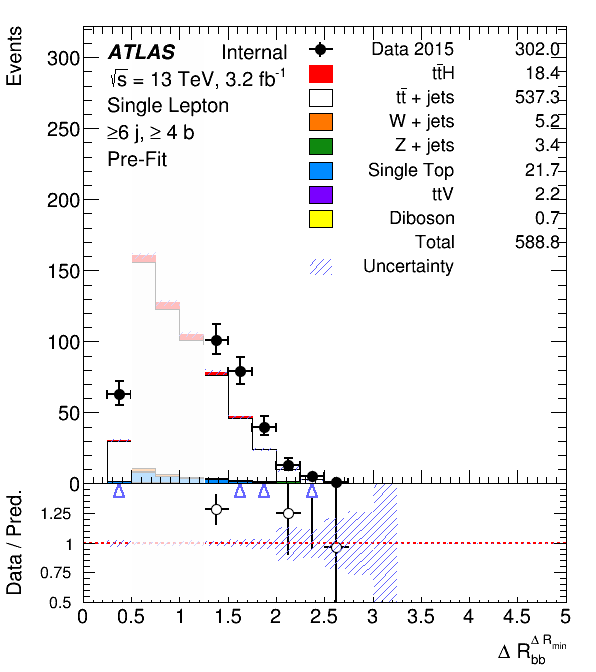 Events
300
250
200
150
100
50
0
ATLAS Internal
√s = 13 TeV, 3.2 fb⁻¹
Single Lepton
≥6 j, ≥ 4 b
Pre-Fit
Data 2015 302.0
tt̄H 18.4
tt̄ + jets 537.3
W + jets 5.2
Z + jets 3.4
Single Top 21.7
ttV 2.2
Diboson 0.7
Total 588.8
Uncertainty
Data / Pred.
1.25
1
0.75
0.5
0 0.5 1 1.5 2 2.5 3 3.5 4 4.5 5
Δ R_bb^Δ R_min